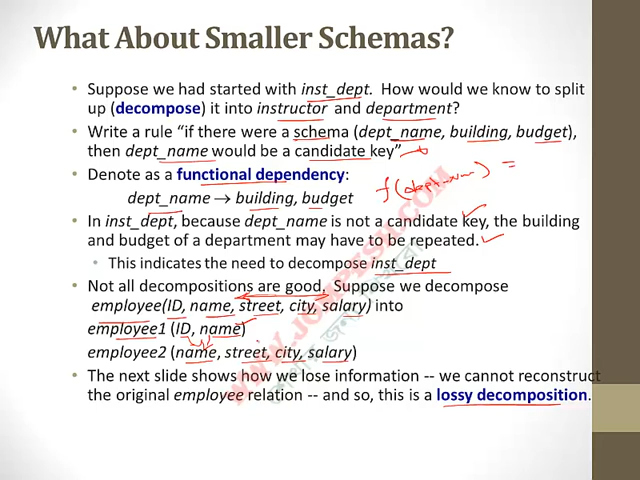 What About Smaller Schemas?
• Suppose we had started with inst_dept. How would we know to split
up (decompose) it into instructor and department?
• Write a rule “if there were a schema (dept_name, building, budget),
then dept_name would be a candidate key”
• Denote as a functional dependency:
dept_name → building, budget
f(dept-name) =
• In inst_dept, because dept_name is not a candidate key, the building
and budget of a department may have to be repeated.
• This indicates the need to decompose inst_dept
• Not all decompositions are good. Suppose we decompose
employee(ID, name, street, city, salary) into
employee1 (ID, name)
employee2 (name, street, city, salary)
• The next slide shows how we lose information -- we cannot reconstruct
the original employee relation -- and so, this is a lossy decomposition.